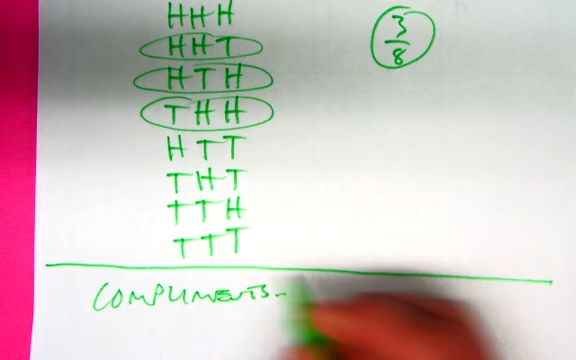 HHH
HHT
3/8
HTH
THH
HTT
THT
TTH
TTT
COMPLIMENTS-